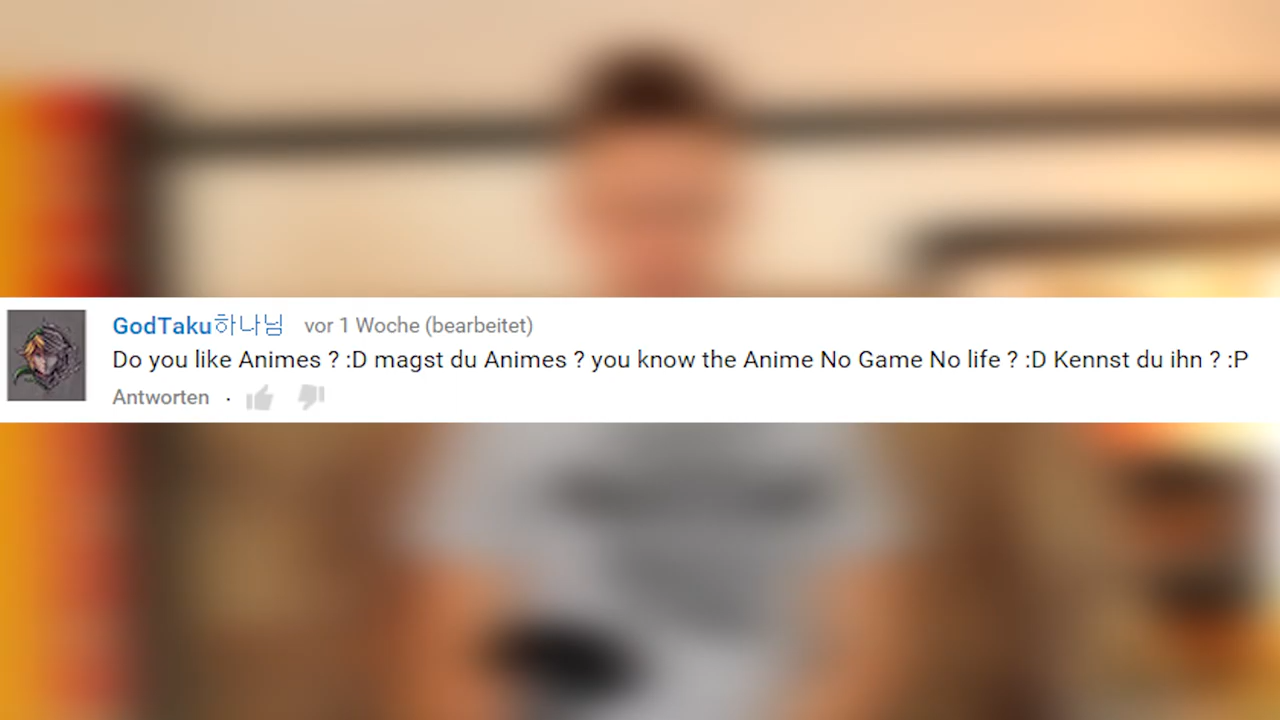 GodTaku하나님 vor 1 Woche (bearbeitet)
Do you like Animes ? :D magst du Animes ? you know the Anime No Game No life ? :D Kennst du ihn ? :P
Antworten ·